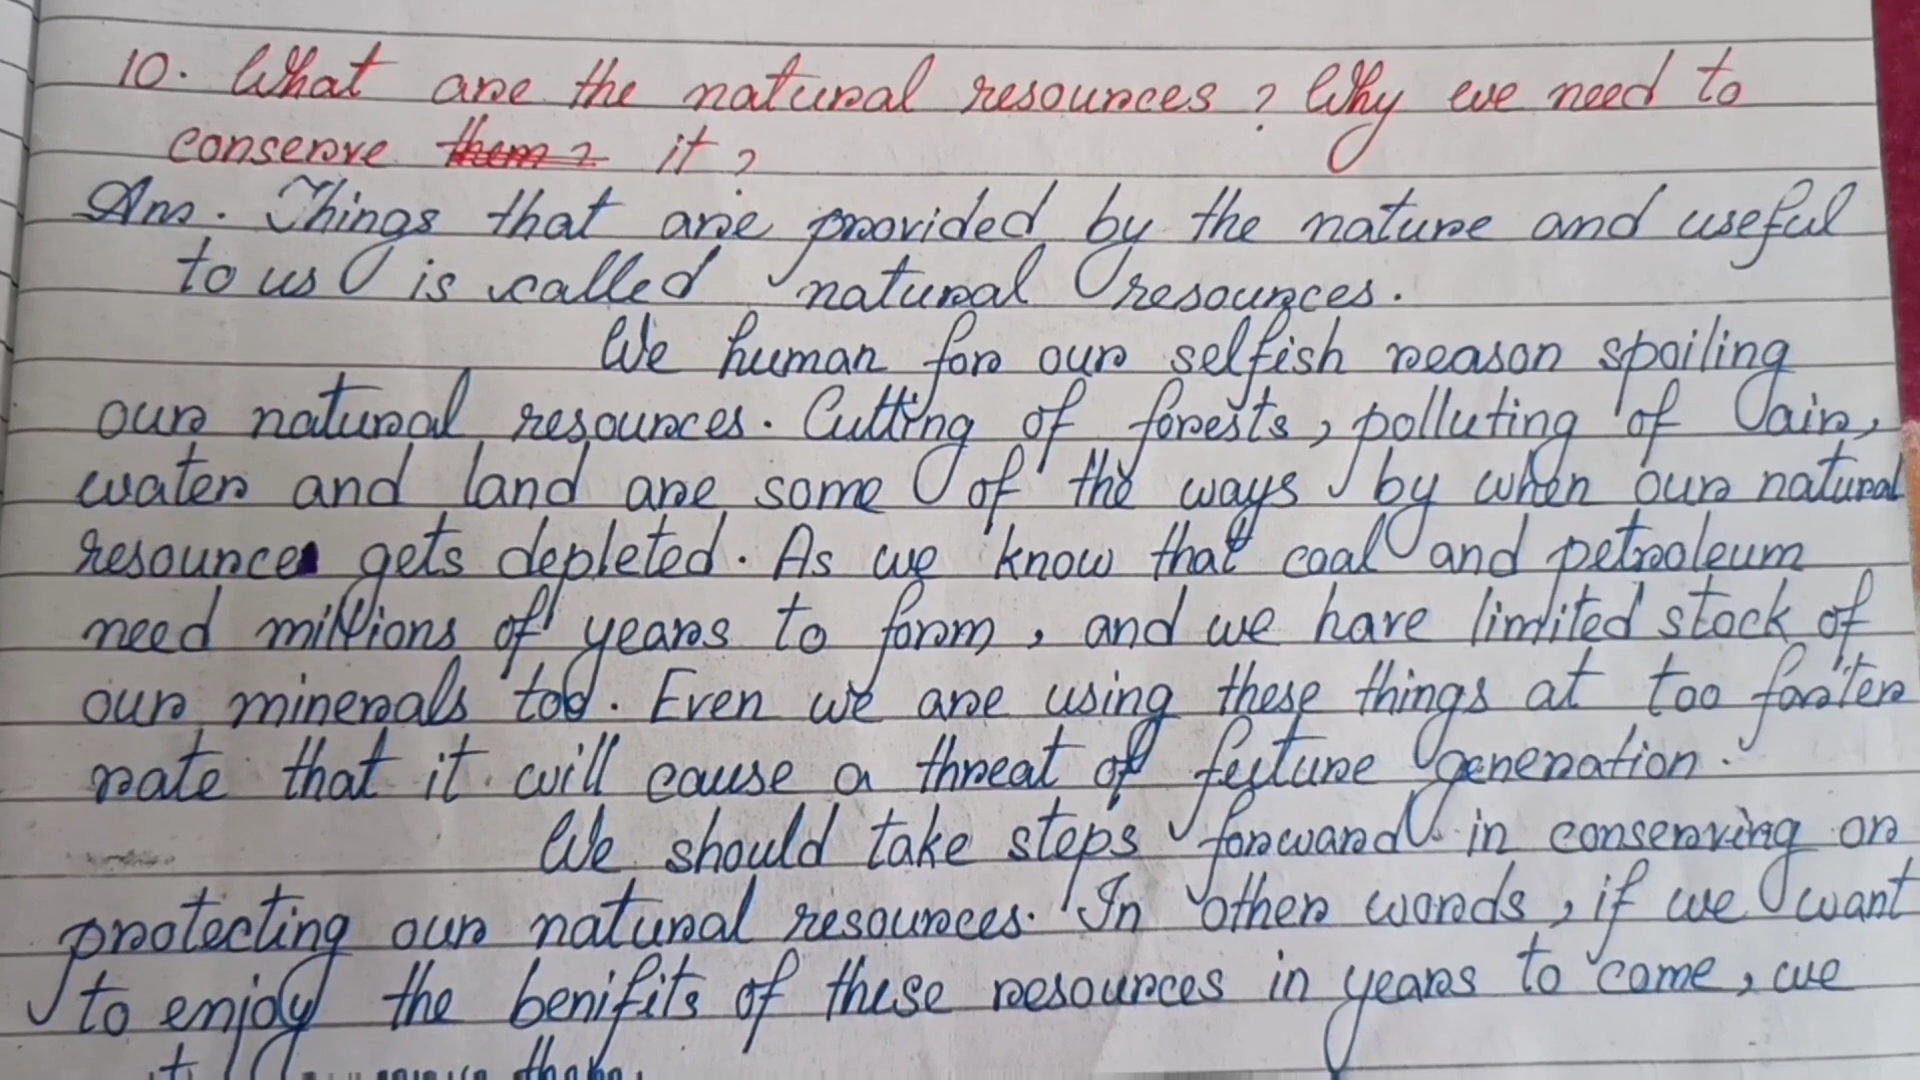 10. What are the natural resources ? Why we need to
conserve them ? it ?
Ans. Things that are provided by the nature and useful
to us is called natural resources.
We human for our selfish reason spoiling
our natural resources. Cutting of forests, polluting of air,
water and land are some of the ways by when our natural
resource gets depleted. As we know that coal and petroleum
need millions of years to form, and we have limited stock of
our minerals too. Even we are using these things at too faster
rate that it will cause a threat of future generation.
We should take steps forward in conserving or
protecting our natural resources. In other words, if we want
to enjoy the benifits of these resources in years to come, we